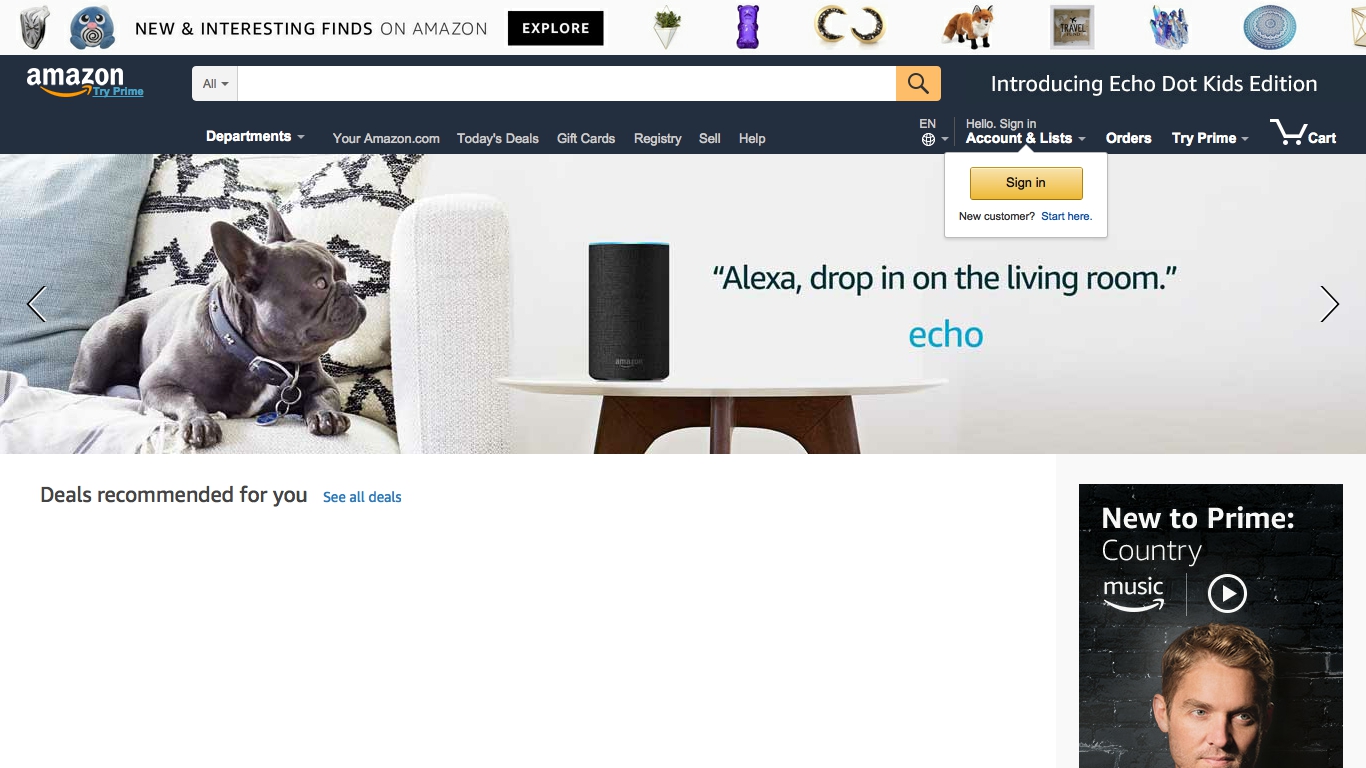 NEW & INTERESTING FINDS ON AMAZON EXPLORE
TRAVEL
amazon
Try Prime
All
Introducing Echo Dot Kids Edition
Departments
Your Amazon.com Today's Deals Gift Cards Registry Sell Help
EN
Hello. Sign in
Account & Lists
Orders
Try Prime
Cart
Sign in
New customer? Start here.
“Alexa, drop in on the living room.”
echo
amazon
Deals recommended for you See all deals
New to Prime:
Country
music